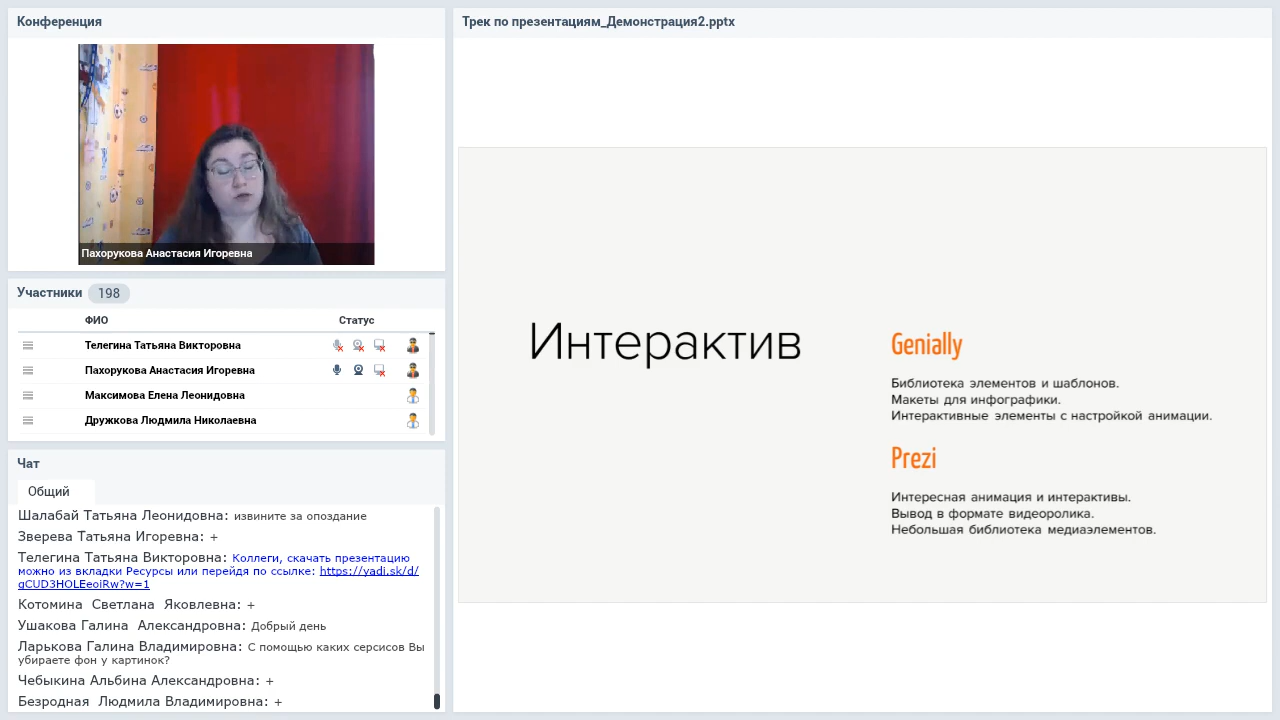 Конференция
Пахорукова Анастасия Игоревна
Участники 198
ФИО Статус
Телегина Татьяна Викторовна
Пахорукова Анастасия Игоревна
Максимова Елена Леонидовна
Дружкова Людмила Николаевна
Чат
Общий
Шалабай Татьяна Леонидовна: извините за опоздание
Зверева Татьяна Игоревна: +
Телегина Татьяна Викторовна: Коллеги, скачать презентацию
можно из вкладки Ресурсы или перейдя по ссылке: https://yadi.sk/d/
qCUD3HOLEeoiRw?w=1
Котомина Светлана Яковлевна: +
Ушакова Галина Александровна: Добрый день
Ларькова Галина Владимировна: С помощью каких серсисов Вы
убираете фон у картинок?
Чебыкина Альбина Александровна: +
Безродная Людмила Владимировна: +
Трек по презентациям_Демонстрация2.pptx
Интерактив
Genially
Библиотека элементов и шаблонов.
Макеты для инфографики.
Интерактивные элементы с настройкой анимации.
Prezi
Интересная анимация и интерактивы.
Вывод в формате видеоролика.
Небольшая библиотека медиаэлементов.